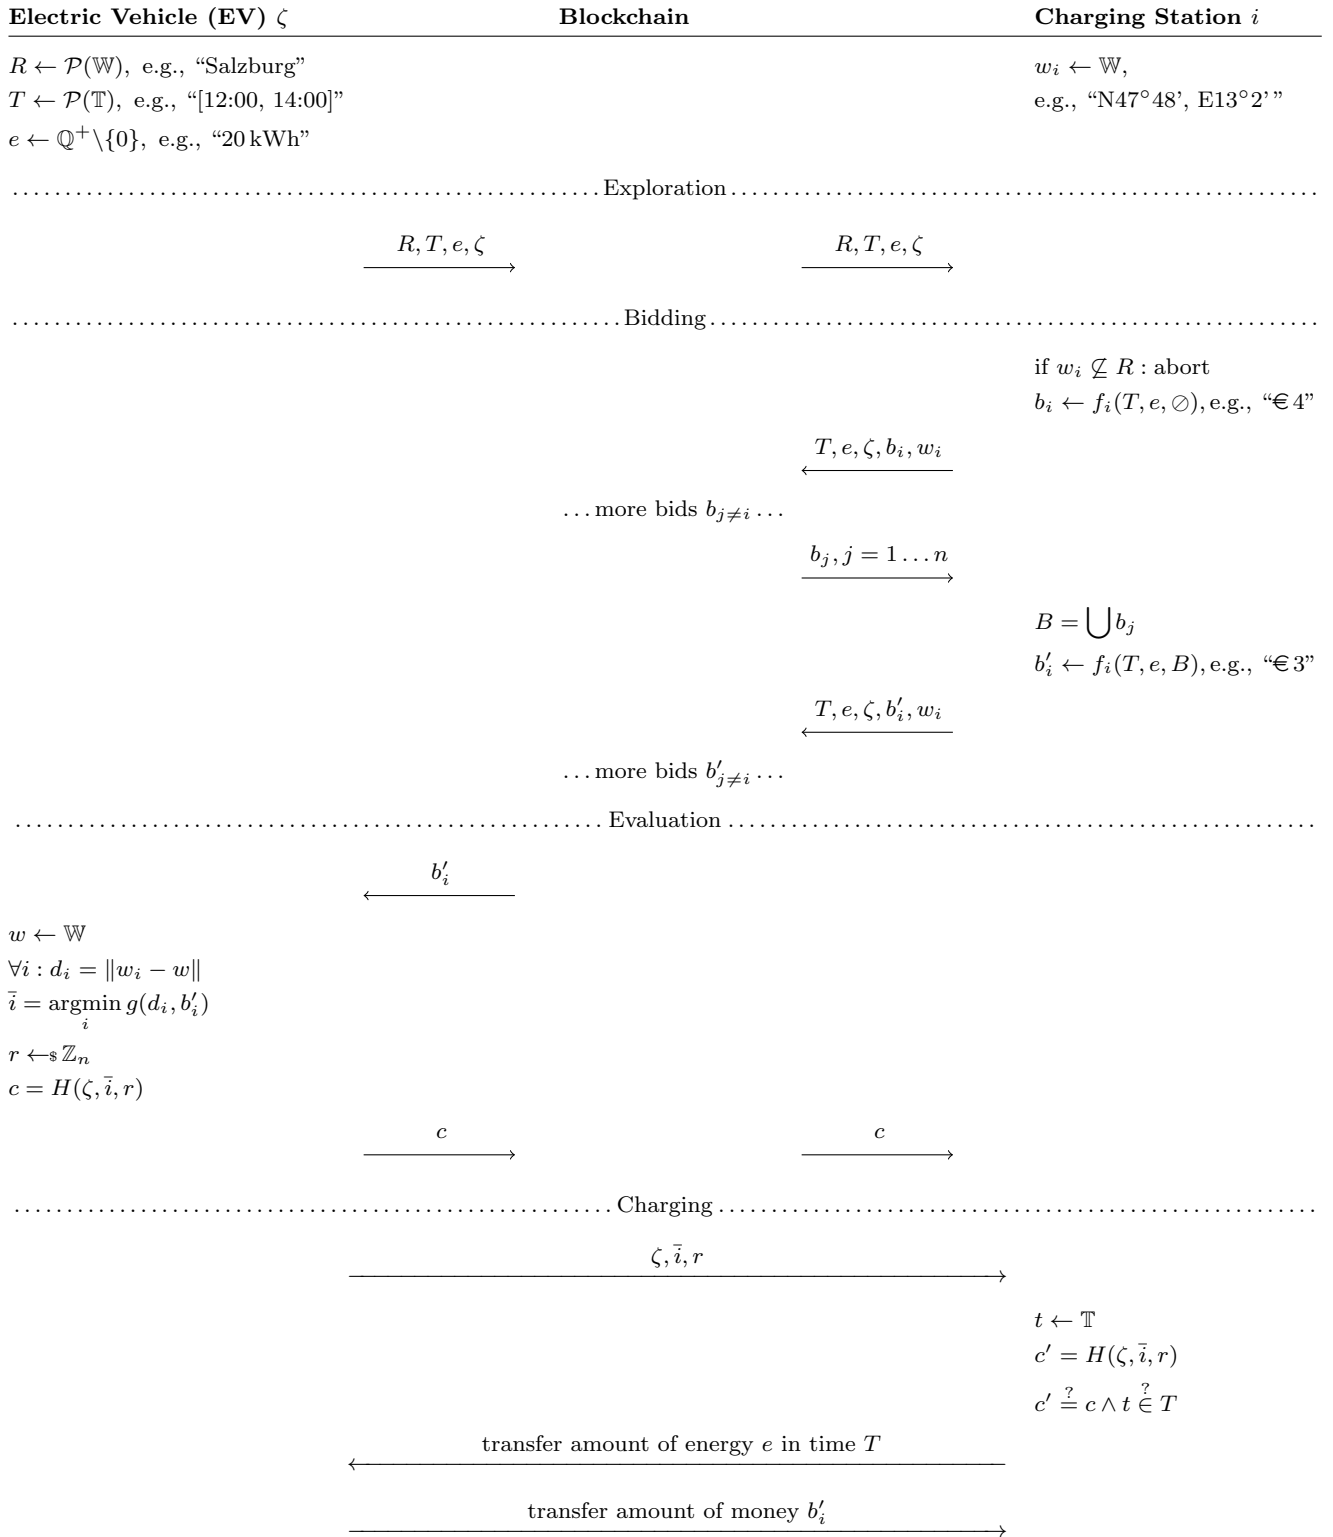 Electric Vehicle (EV) ζ Blockchain Charging Station i
R ← 𝒫(𝕎), e.g., “Salzburg” w_i ← 𝕎,
T ← 𝒫(𝕋), e.g., “[12:00, 14:00]” e.g., “N47°48’, E13°2’”
e ← ℚ⁺\{0}, e.g., “20 kWh”
Exploration
R, T, e, ζ R, T, e, ζ
Bidding
if w_i ⊈ R : abort
b_i ← f_i(T, e, ⊘), e.g., “€ 4”
T, e, ζ, b_i, w_i
…more bids b_{j≠i} …
b_j, j = 1 … n
B = ⋃ b_j
b′_i ← f_i(T, e, B), e.g., “€ 3”
T, e, ζ, b′_i, w_i
…more bids b′_{j≠i} …
Evaluation
b′_i
w ← 𝕎
∀i : d_i = ‖w_i − w‖
ī = argmin g(d_i, b′_i)
i
r ←$ ℤ_n
c = H(ζ, ī, r)
c c
Charging
ζ, ī, r
t ← 𝕋
c′ = H(ζ, ī, r)
c′ =? c ∧ t ∈? T
transfer amount of energy e in time T
transfer amount of money b′_i